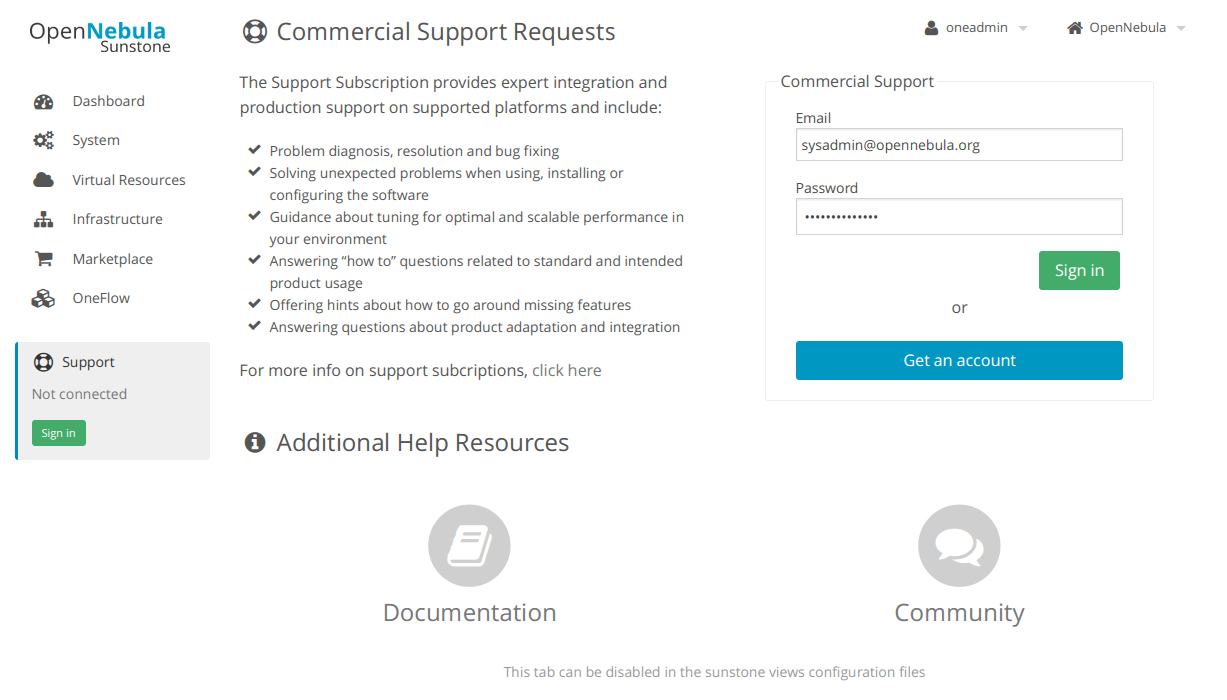 OpenNebula
Sunstone
Dashboard
System
Virtual Resources
Infrastructure
Marketplace
OneFlow
Support
Not connected
Sign in
Commercial Support Requests
oneadmin
OpenNebula
The Support Subscription provides expert integration and
production support on supported platforms and include:
Problem diagnosis, resolution and bug fixing
Solving unexpected problems when using, installing or
configuring the software
Guidance about tuning for optimal and scalable performance in
your environment
Answering “how to” questions related to standard and intended
product usage
Offering hints about how to go around missing features
Answering questions about product adaptation and integration
For more info on support subcriptions, click here
Commercial Support
Email
sysadmin@opennebula.org
Password
••••••••••••••
Sign in
or
Get an account
Additional Help Resources
Documentation
Community
This tab can be disabled in the sunstone views configuration files